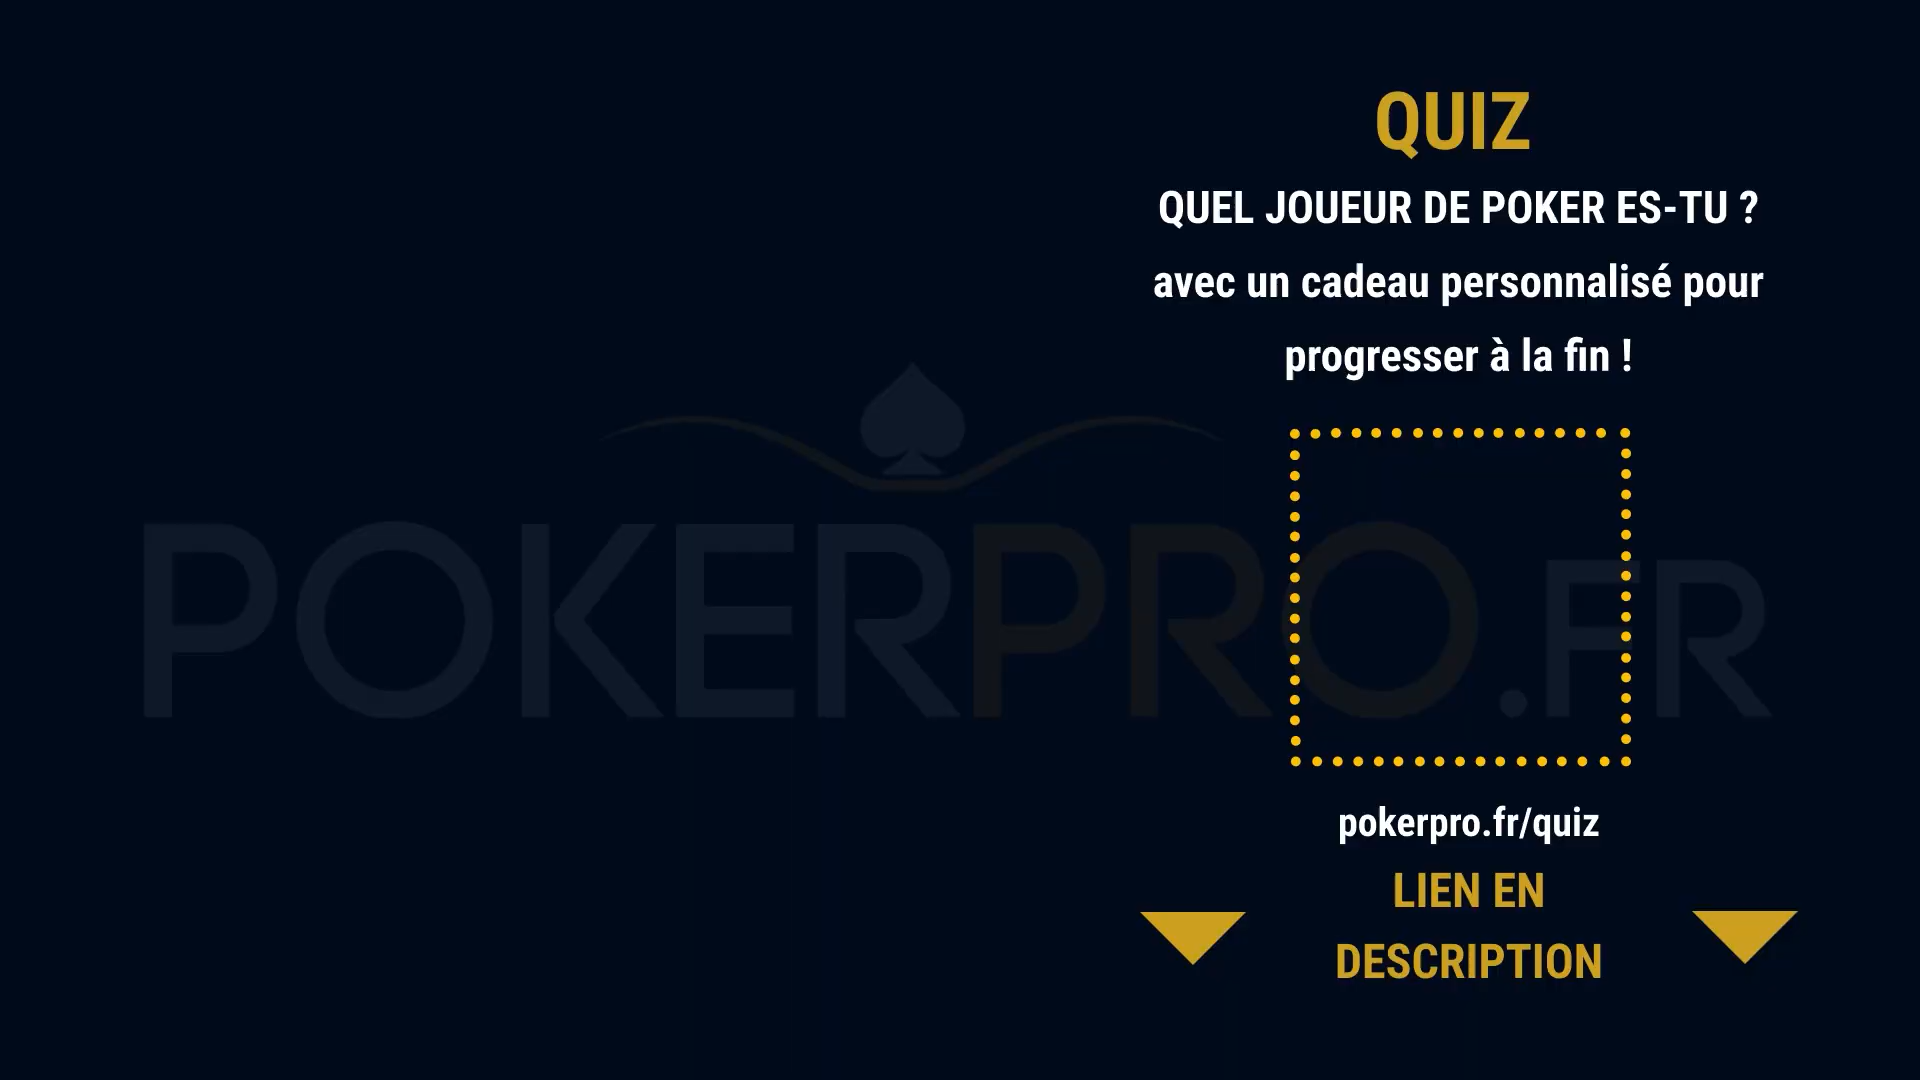 QUIZ
QUEL JOUEUR DE POKER ES-TU ?
avec un cadeau personnalisé pour
progresser à la fin !
POKERPRO.FR
pokerpro.fr/quiz
LIEN EN
DESCRIPTION